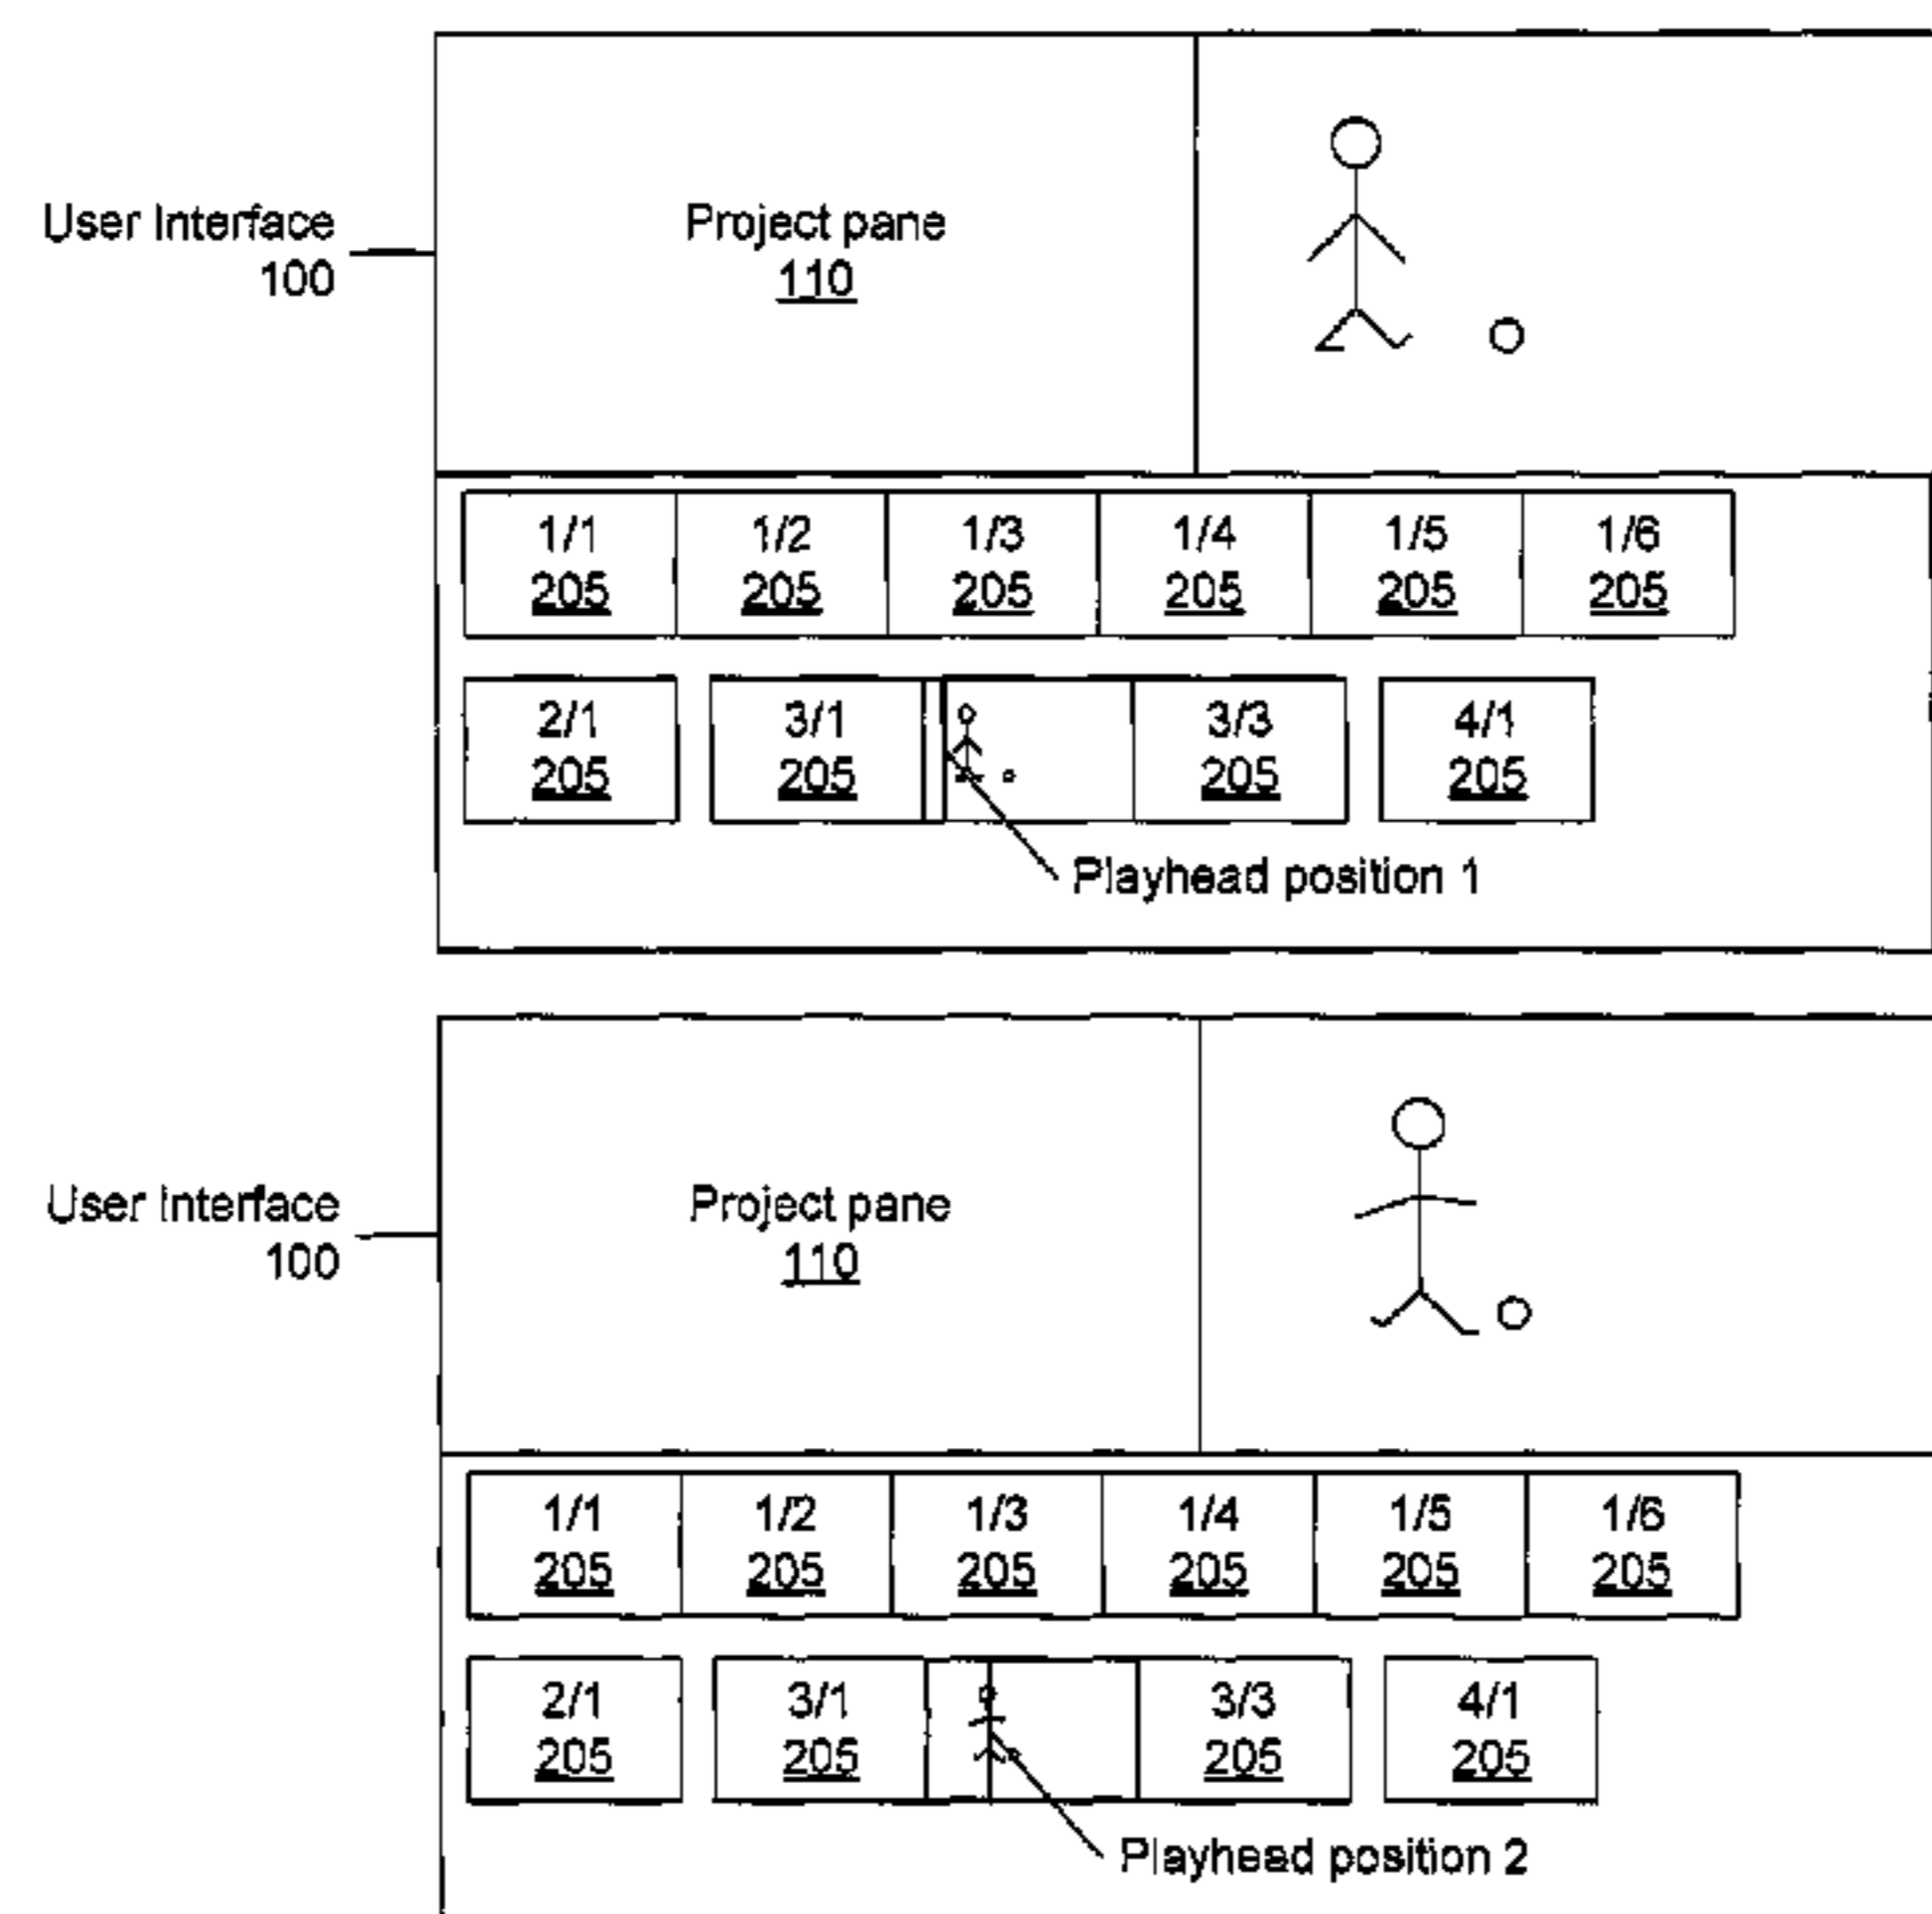 User Interface
100
Project pane
110
1/1 1/2 1/3 1/4 1/5 1/6
205 205 205 205 205 205
2/1 3/1 3/3 4/1
205 205 205 205
Playhead position 1
User Interface
100
Project pane
110
1/1 1/2 1/3 1/4 1/5 1/6
205 205 205 205 205 205
2/1 3/1 3/3 4/1
205 205 205 205
Playhead position 2